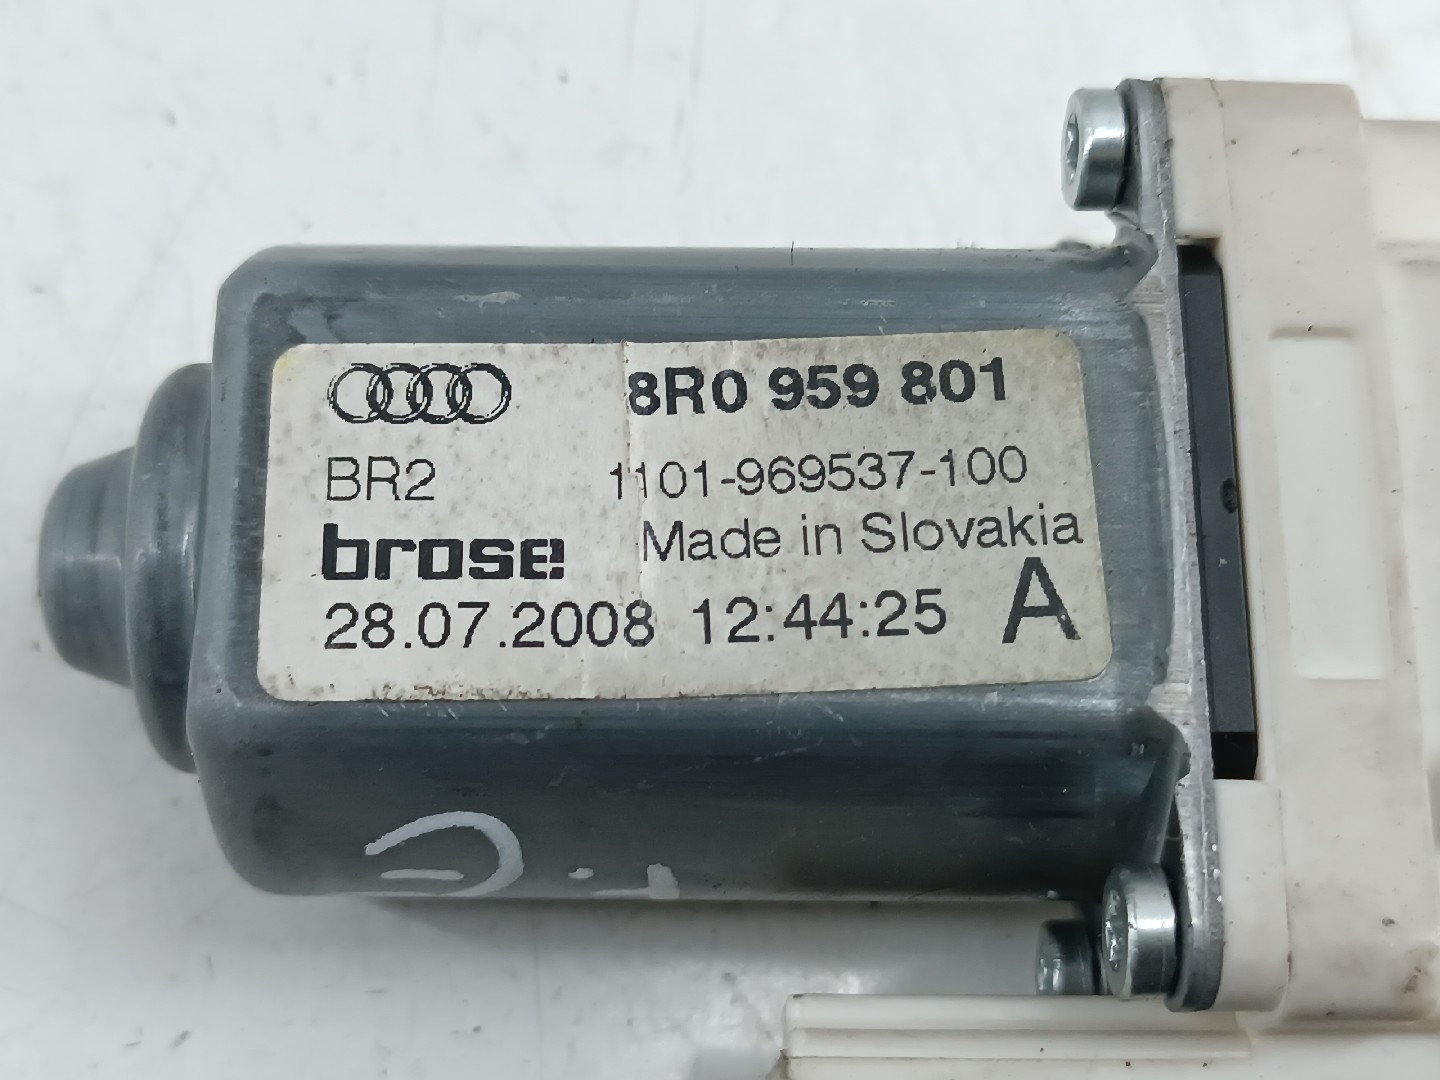 8R0 959 801
BR2 1101-969537-100
brose Made in Slovakia
28.07.2008 12:44:25 A